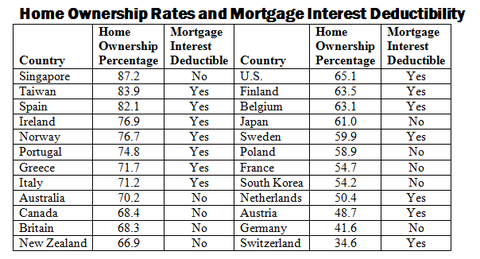 Home Ownership Rates and Mortgage Interest Deductibility
Home Mortgage Home Mortgage
Ownership Interest Ownership Interest
Country Percentage Deductible Country Percentage Deductible
Singapore 87.2 No U.S. 65.1 Yes
Taiwan 83.9 Yes Finland 63.5 Yes
Spain 82.1 Yes Belgium 63.1 Yes
Ireland 76.9 Yes Japan 61.0 No
Norway 76.7 Yes Sweden 59.9 Yes
Portugal 74.8 Yes Poland 58.9 No
Greece 71.7 Yes France 54.7 No
Italy 71.2 Yes South Korea 54.2 No
Australia 70.2 No Netherlands 50.4 Yes
Canada 68.4 No Austria 48.7 Yes
Britain 68.3 No Germany 41.6 No
New Zealand 66.9 No Switzerland 34.6 Yes